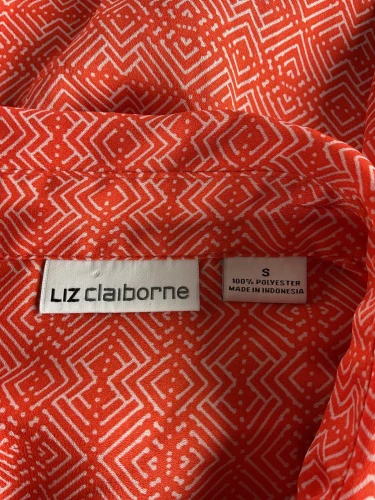 LIZ claiborne
S
100% POLYESTER
MADE IN INDONESIA